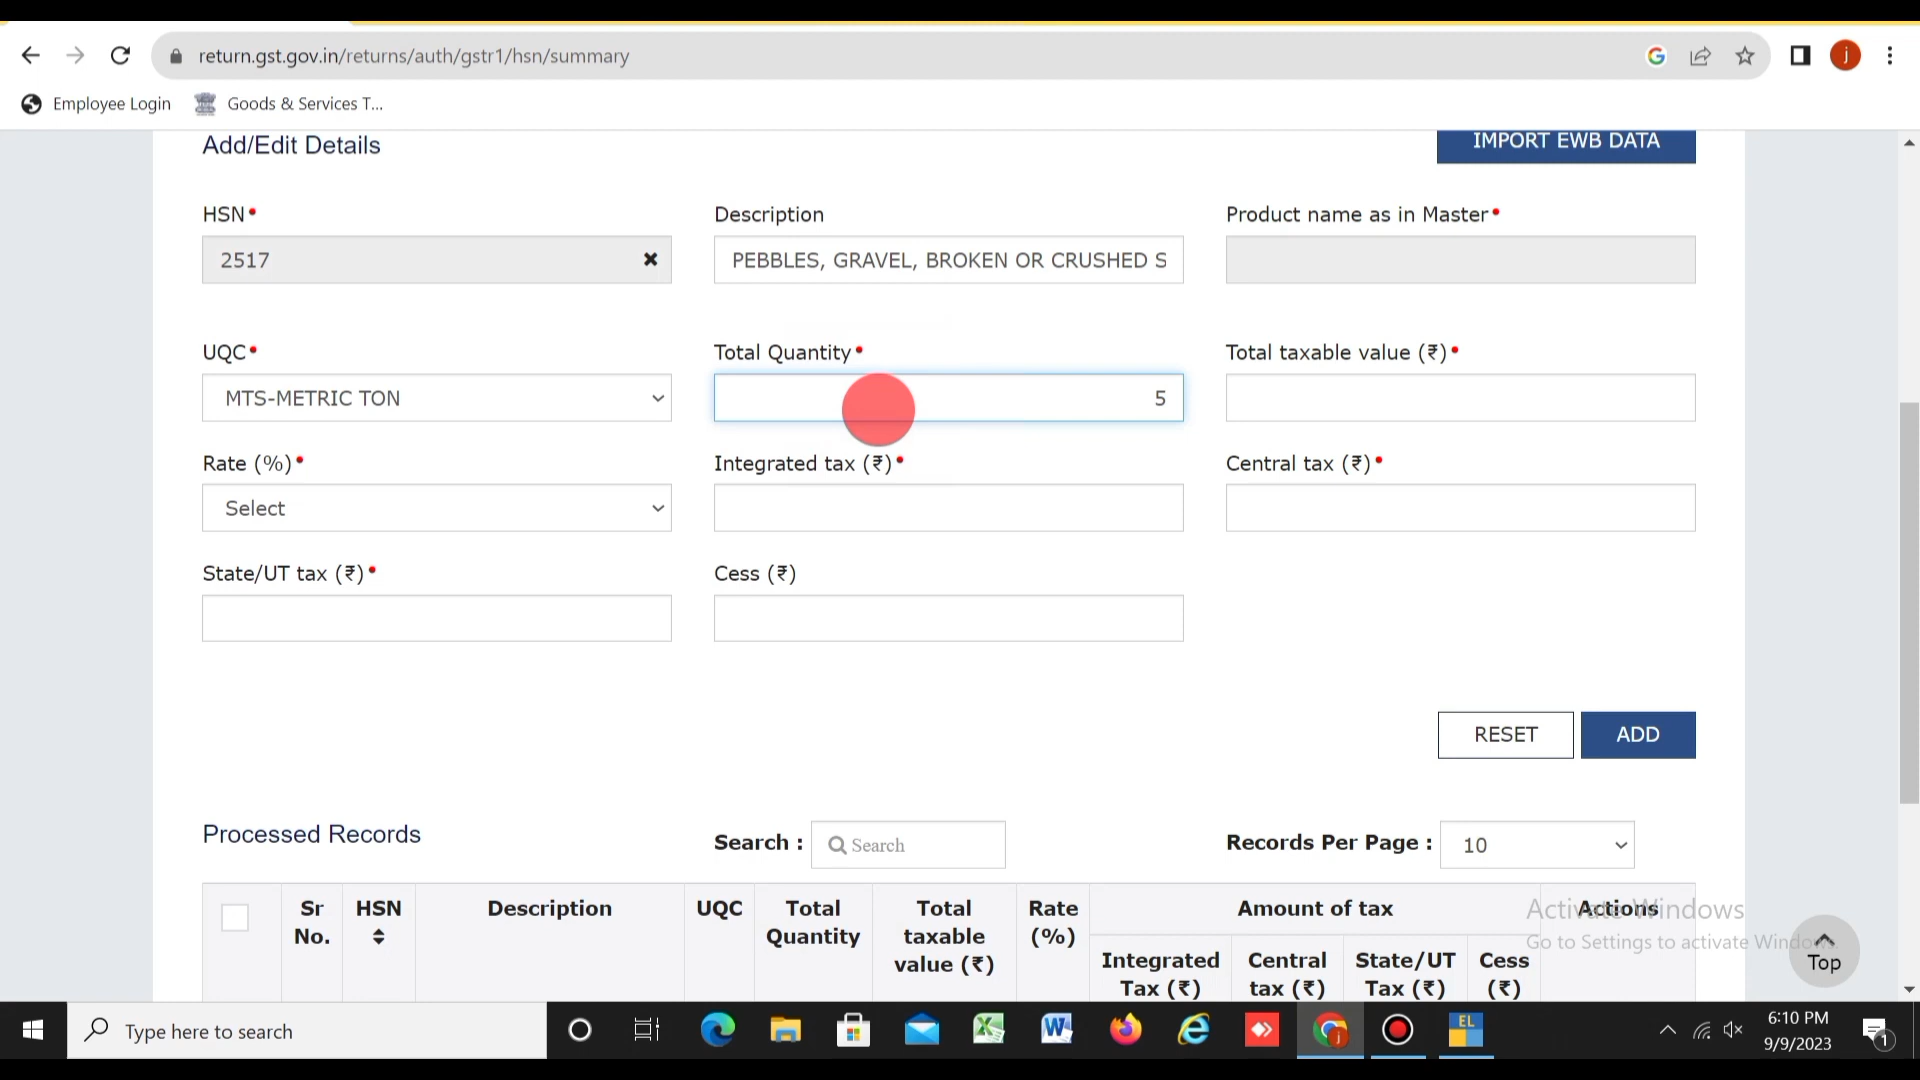 return.gst.gov.in/returns/auth/gstr1/hsn/summary
j
Employee Login
Goods & Services T...
Add/Edit Details
IMPORT EWB DATA
HSN•
Description
Product name as in Master•
2517
PEBBLES, GRAVEL, BROKEN OR CRUSHED S
UQC•
Total Quantity•
Total taxable value (₹)•
MTS-METRIC TON
5
Rate (%)•
Integrated tax (₹)•
Central tax (₹)•
Select
State/UT tax (₹)•
Cess (₹)
RESET
ADD
Processed Records
Search :
Search
Records Per Page :
10
Sr No.
HSN
Description
UQC
Total Quantity
Total taxable value (₹)
Rate (%)
Amount of tax
Actions
Integrated Tax (₹)
Central tax (₹)
State/UT Tax (₹)
Cess (₹)
Activate Windows
Go to Settings to activate Windows.
Top
Type here to search
EL
j
6:10 PM
9/9/2023
1